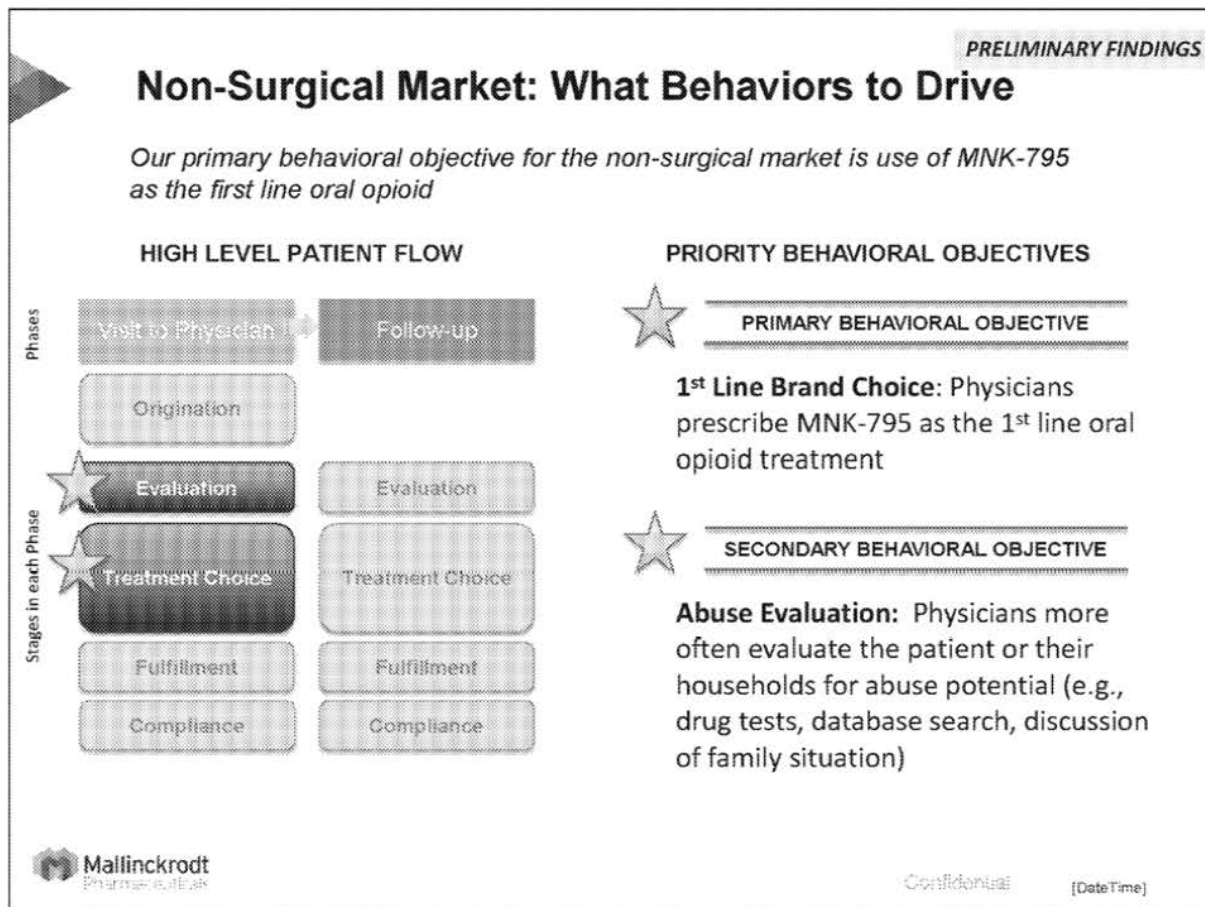 PRELIMINARY FINDINGS
Non-Surgical Market: What Behaviors to Drive
Our primary behavioral objective for the non-surgical market is use of MNK-795
as the first line oral opioid
HIGH LEVEL PATIENT FLOW
Phases
Visit to Physician
Follow-up
Stages in each Phase
Origination
Evaluation
Evaluation
Treatment Choice
Treatment Choice
Fulfillment
Fulfillment
Compliance
Compliance
PRIORITY BEHAVIORAL OBJECTIVES
PRIMARY BEHAVIORAL OBJECTIVE
1st Line Brand Choice: Physicians
prescribe MNK-795 as the 1st line oral
opioid treatment
SECONDARY BEHAVIORAL OBJECTIVE
Abuse Evaluation: Physicians more
often evaluate the patient or their
households for abuse potential (e.g.,
drug tests, database search, discussion
of family situation)
Mallinckrodt
Pharmaceuticals
Confidential
[DateTime]